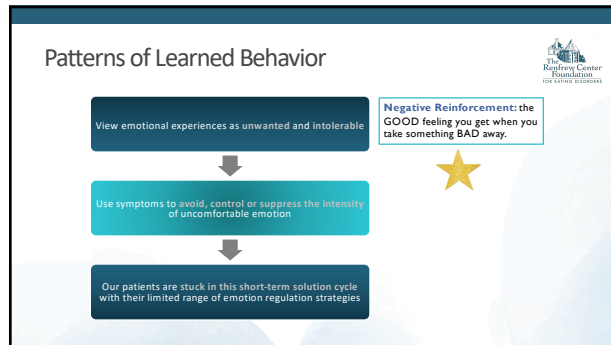 Patterns of Learned Behavior
The
Renfrew Center
Foundation
FOR EATING DISORDERS
View emotional experiences as unwanted and intolerable
Negative Reinforcement: the
GOOD feeling you get when you
take something BAD away.
Use symptoms to avoid, control or suppress the intensity
of uncomfortable emotion
Our patients are stuck in this short-term solution cycle
with their limited range of emotion regulation strategies